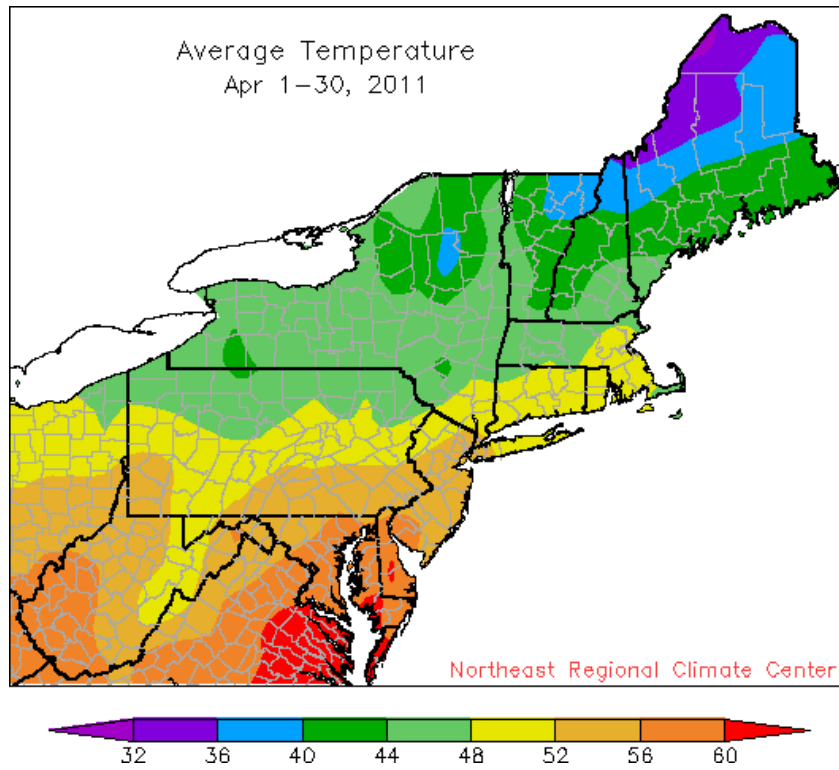 Average Temperature
Apr 1-30, 2011
Northeast Regional Climate Center
32 36 40 44 48 52 56 60